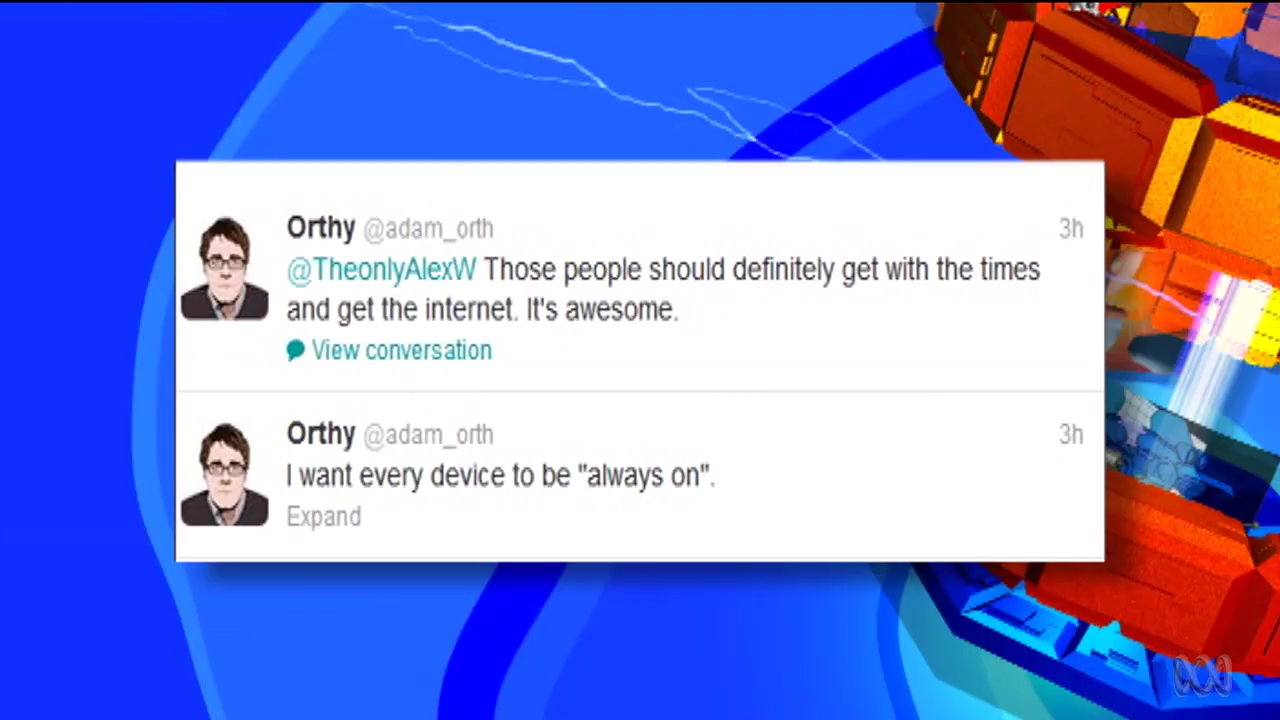 Orthy @adam_orth 3h
@TheonlyAlexW Those people should definitely get with the times
and get the internet. It's awesome.
View conversation
Orthy @adam_orth 3h
I want every device to be "always on".
Expand